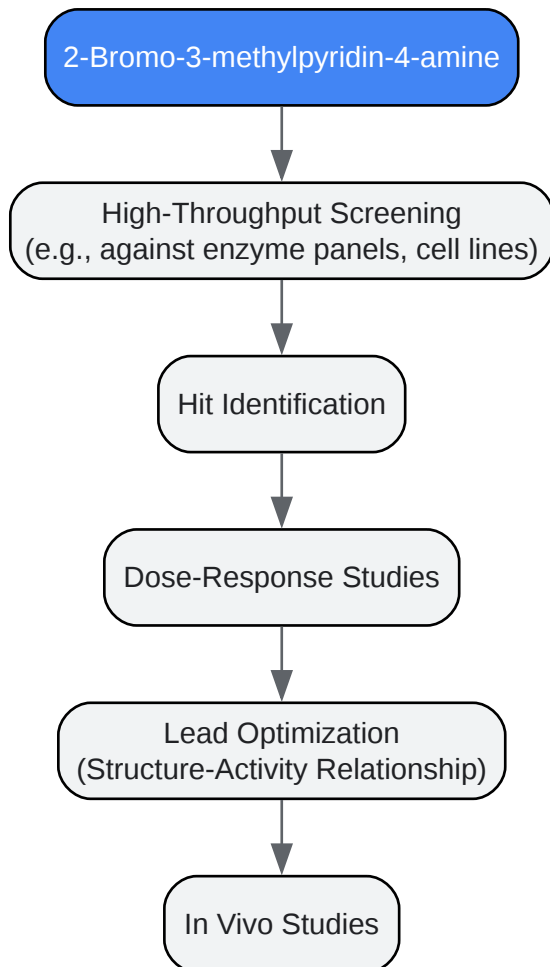 2-Bromo-3-methylpyridin-4-amine
High-Throughput Screening
(e.g., against enzyme panels, cell lines)
Hit Identification
Dose-Response Studies
Lead Optimization
(Structure-Activity Relationship)
In Vivo Studies